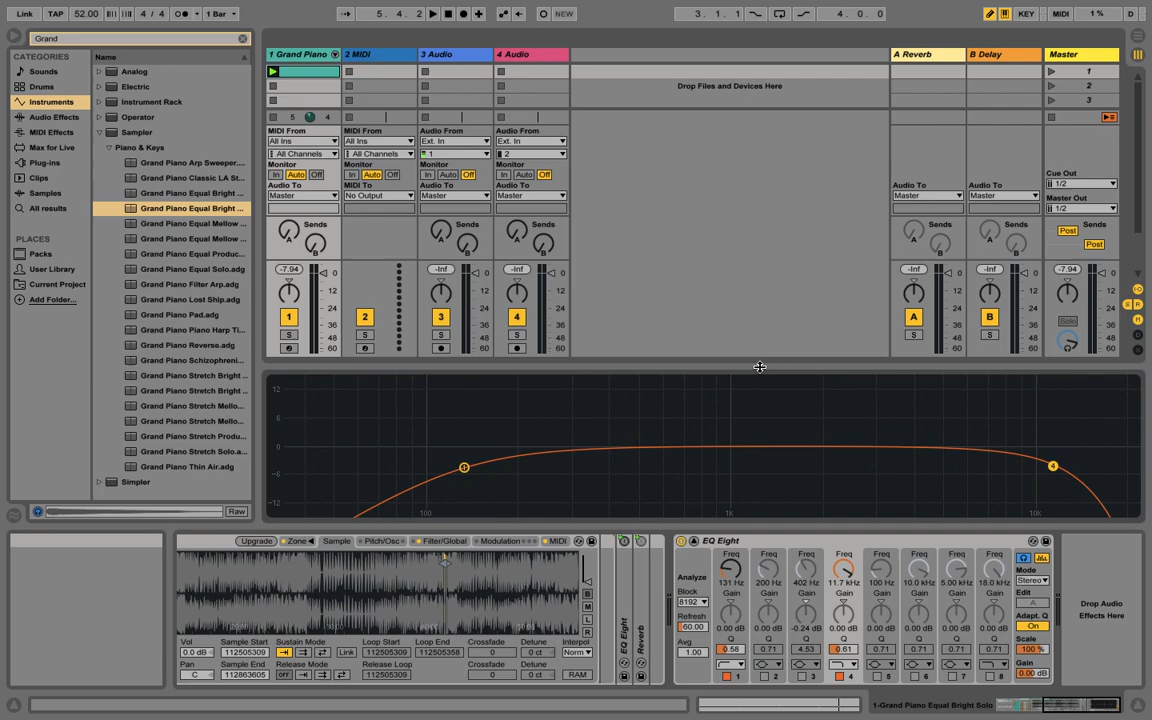 TAP 52.00 4 / 4 1 Bar 5. 4. 2 NEW 3. 1. 1 4. 0. 0 KEY MIDI 1 % D
Grand
CATEGORIES
Sounds
Drums
Instruments
Audio Effects
MIDI Effects
Max for Live
Plug-ins
Clips
Samples
All results
PLACES
Packs
User Library
Current Project
Add Folder...
Name
Analog
Electric
Instrument Rack
Operator
Sampler
Piano & Keys
Grand Piano Arp Sweeper....
Grand Piano Classic LA St...
Grand Piano Equal Bright ...
Grand Piano Equal Bright ...
Grand Piano Equal Mellow ...
Grand Piano Equal Mellow ...
Grand Piano Equal Produc...
Grand Piano Equal Solo.adg
Grand Piano Filter Arp.adg
Grand Piano Lost Ship.adg
Grand Piano Pad.adg
Grand Piano Piano Harp Ti...
Grand Piano Reverse.adg
Grand Piano Schizophreni...
Grand Piano Stretch Bright ...
Grand Piano Stretch Bright ...
Grand Piano Stretch Mello...
Grand Piano Stretch Mello...
Grand Piano Stretch Produ...
Grand Piano Stretch Solo.a...
Grand Piano Thin Air.adg
Simpler
Raw
1 Grand Piano 2 MIDI 3 Audio 4 Audio A Reverb B Delay Master
1
Drop Files and Devices Here 2
3
5 4
MIDI From MIDI From Audio From Audio From
All Ins All Ins Ext. In Ext. In
All Channels All Channels 1 2
Monitor Monitor Monitor Monitor Cue Out
In Auto Off In Auto Off In Auto Off In Auto Off 1/2
Audio To MIDI To Audio To Audio To Audio To Audio To Master Out
Master No Output Master Master Master Master 1/2
Sends Sends Sends Sends Sends Sends
A A A A A Post
B B B B B Post
-7.94 0 -Inf 0 -Inf 0 -Inf 0 -Inf 0 -7.94 0
12 12 12 12 12 12
24 24 24 24 24 24
1 2 3 4 A B
36 36 36 36 36 Solo 36
S S S S S S
48 48 48 48 48 48
60 60 60 60 60 60
12
6
0
-6
-12
100 1K 10K
1 4
Upgrade Zone Sample Pitch/Osc Filter/Global Modulation MIDI
B
M
L
R
Vol Sample Start Sustain Mode Loop Start Loop End Crossfade Detune Interpol
0.0 dB 112505309 Link 112505309 112505358 0 0 ct Norm
Pan Sample End Release Mode Release Loop Crossfade Detune
C 112863605 OFF 112505309 0 0 ct RAM
EQ Eight
Reverb
EQ Eight
Analyze
Block
8192
Refresh
60.00
Avg
1.00
Freq Freq Freq Freq Freq Freq Freq Freq
131 Hz 200 Hz 402 Hz 11.7 kHz 100 Hz 10.0 kHz 5.00 kHz 18.0 kHz
Gain Gain Gain Gain Gain Gain Gain Gain
0.00 dB 0.00 dB -0.24 dB 0.00 dB 0.00 dB 0.00 dB 0.00 dB 0.00 dB
Q Q Q Q Q Q Q Q
0.58 0.71 4.53 0.61 0.71 0.71 0.71 0.71
1 2 3 4 5 6 7 8
Mode
Stereo
Edit
A
Adapt. Q
On
Scale
100 %
Gain
0.00 dB
Drop Audio
Effects Here
1-Grand Piano Equal Bright Solo